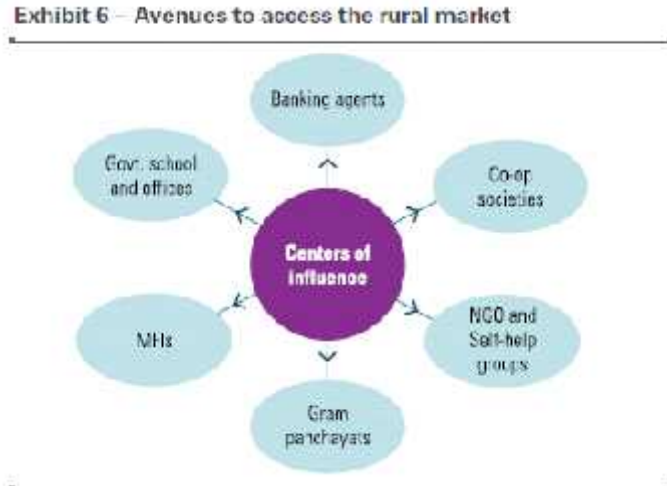 Exhibit 6 – Avenues to access the rural market
Banking agents
Govt. school
and offices
Co-op
societies
Centers of
influence
MFIs
NGO and
Self-help
groups
Gram
panchayats